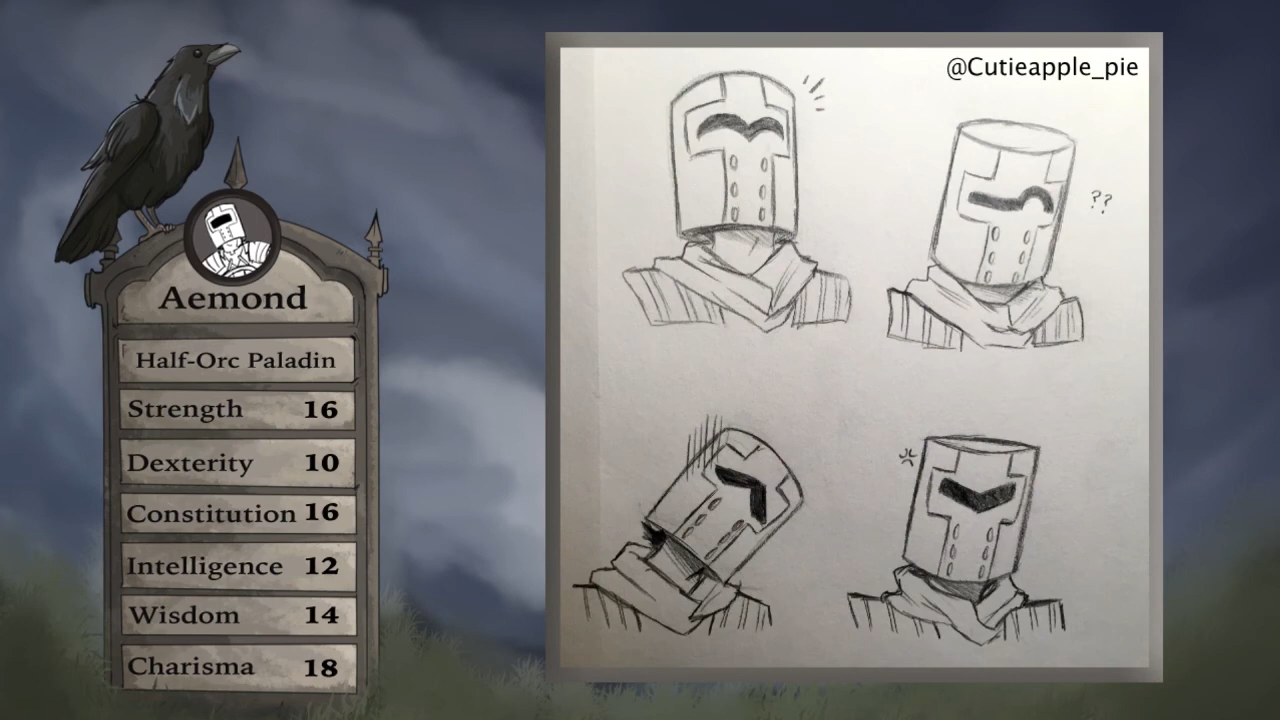 Aemond
Half-Orc Paladin
Strength 16
Dexterity 10
Constitution 16
Intelligence 12
Wisdom 14
Charisma 18
@Cutieapple_pie
??